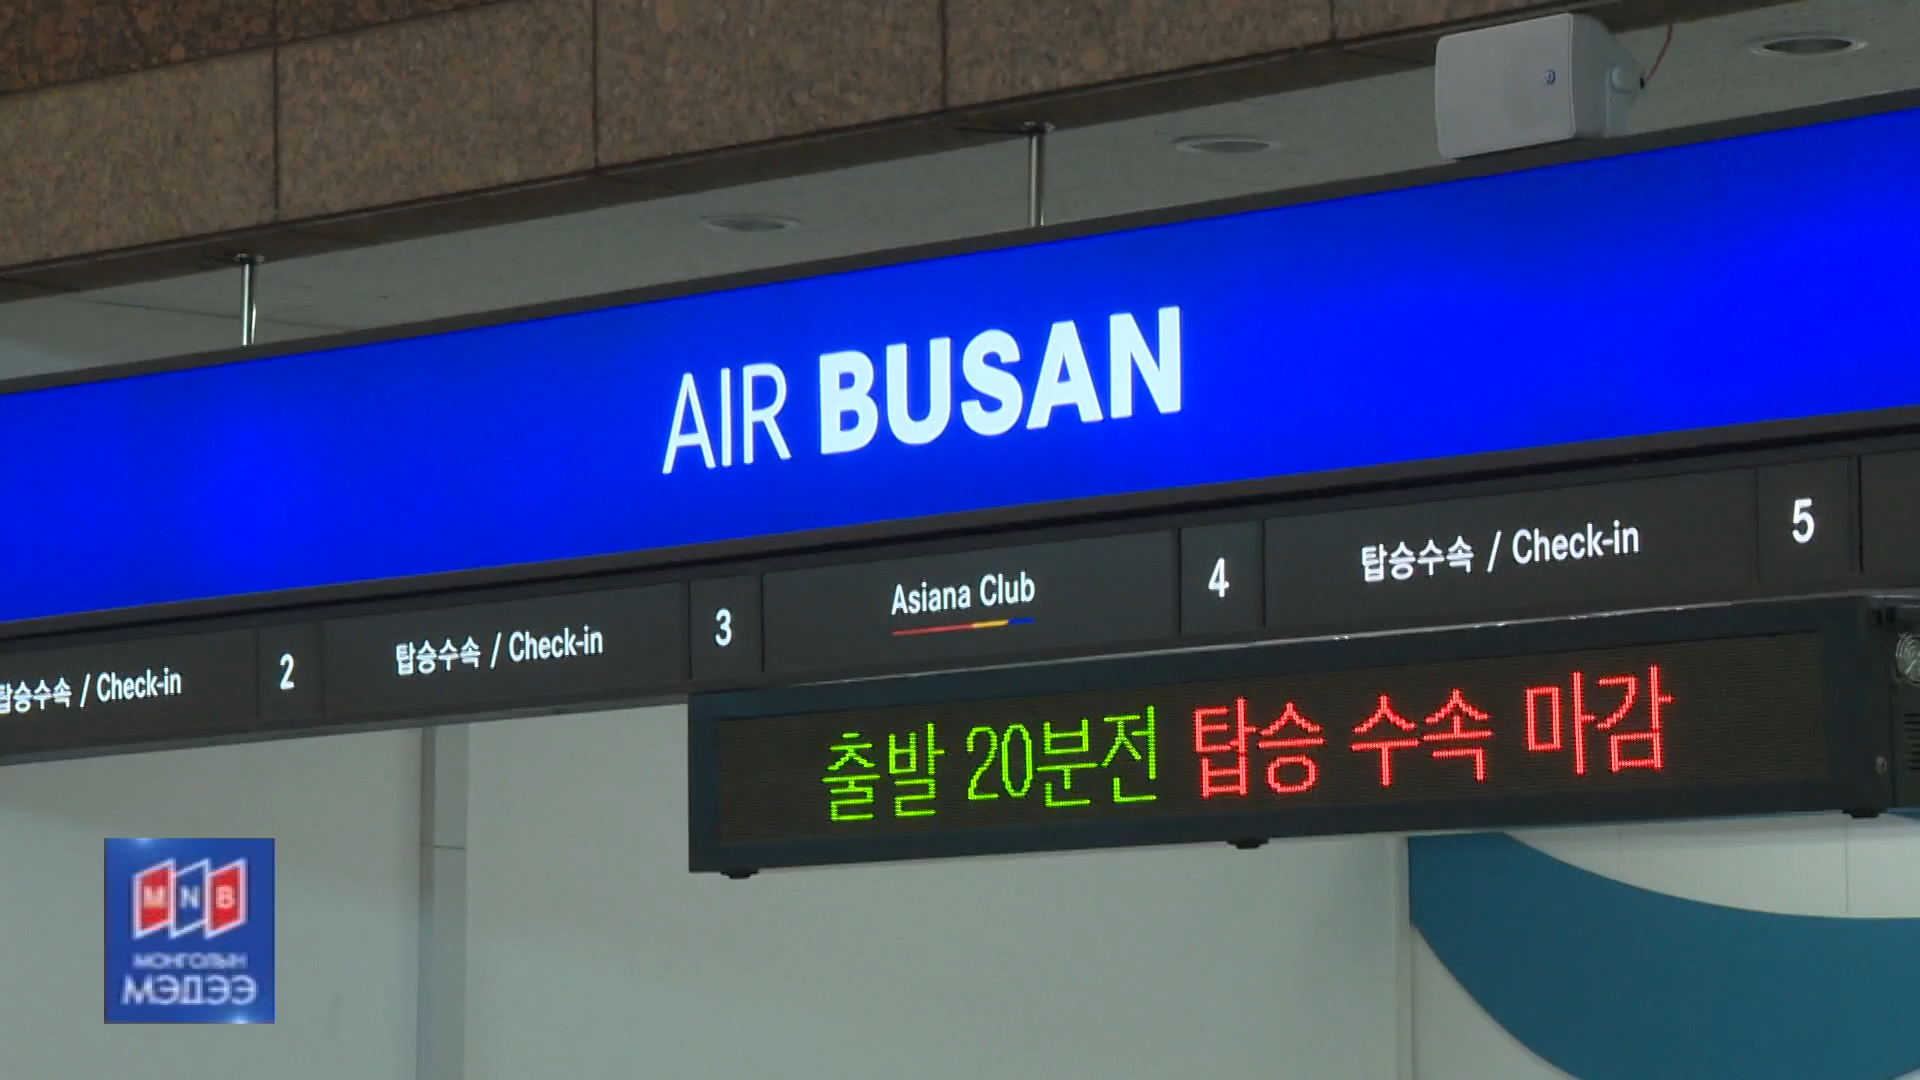 AIR BUSAN
탑승수속 / Check-in
2
탑승수속 / Check-in
3
Asiana Club
4
탑승수속 / Check-in
5
출발 20분전 탑승 수속 마감
MNB
МОНГОЛЫН
МЭДЭЭ